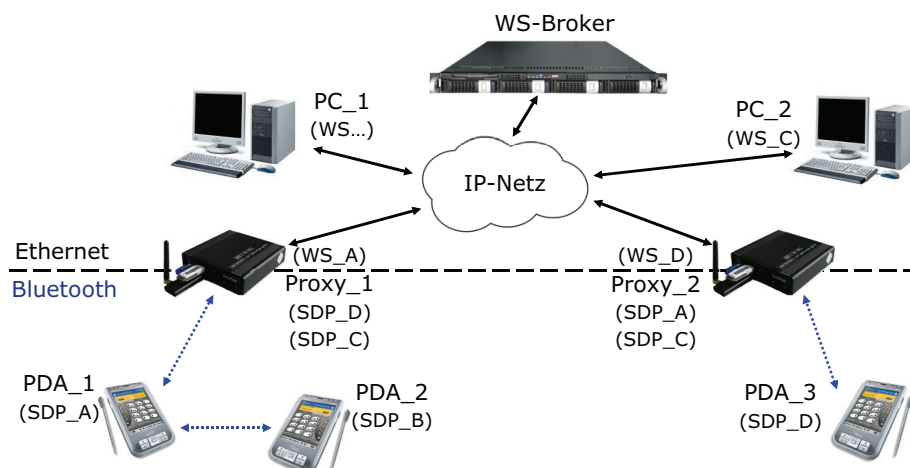 WS-Broker
PC_1
(WS...)
PC_2
(WS_C)
IP-Netz
Ethernet
Bluetooth
(WS_A)
Proxy_1
(SDP_D)
(SDP_C)
(WS_D)
Proxy_2
(SDP_A)
(SDP_C)
PDA_1
(SDP_A)
PDA_2
(SDP_B)
PDA_3
(SDP_D)